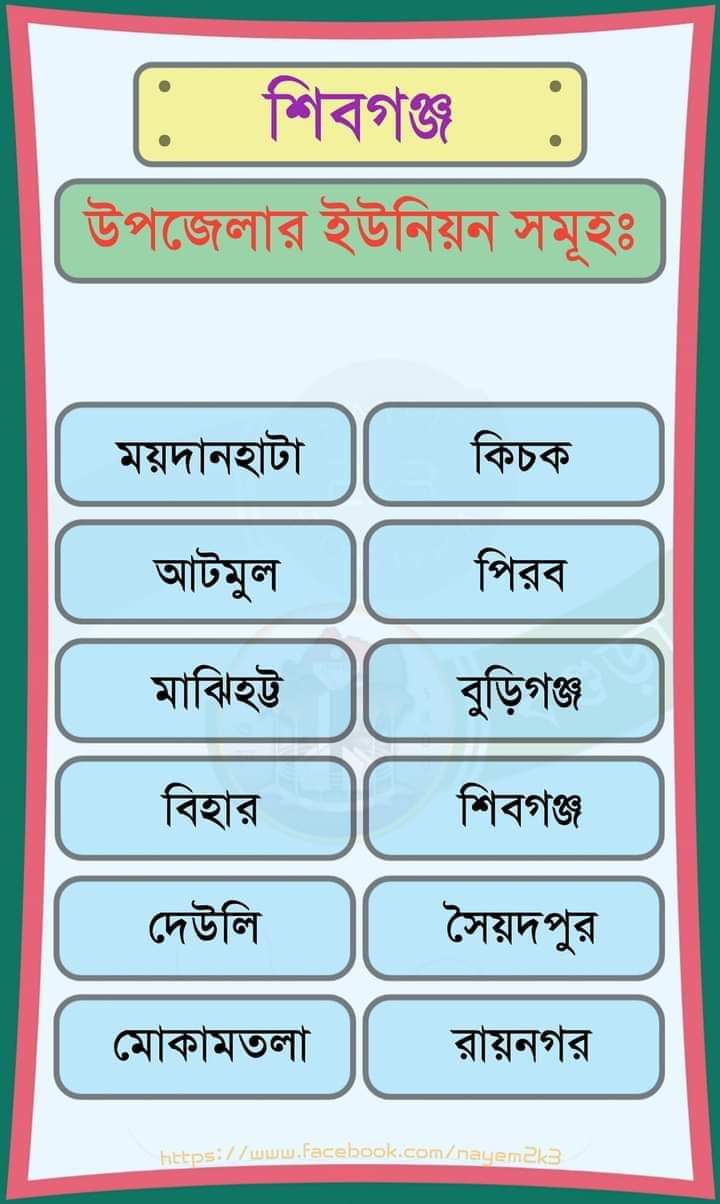 শিবগঞ্জ
উপজেলার ইউনিয়ন সমূহঃ
ময়দানহাটা কিচক
আটমুল পিরব
মাঝিহট্ট বুড়িগঞ্জ
বিহার শিবগঞ্জ
দেউলি সৈয়দপুর
মোকামতলা রায়নগর
https://www.facebook.com/nayem2k3